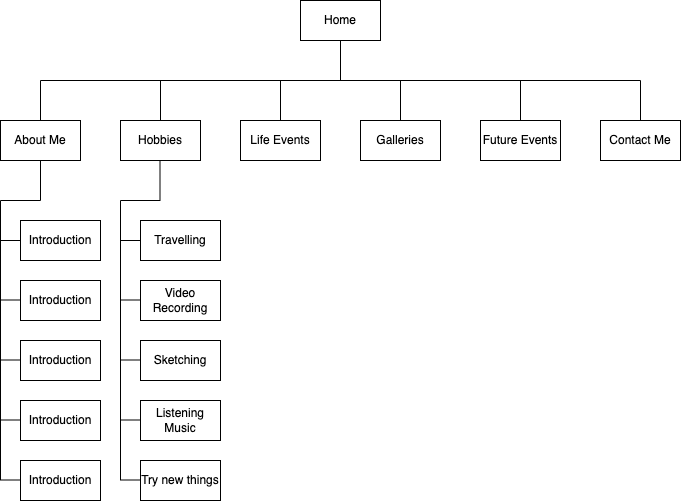 Home
About Me
Hobbies
Life Events
Galleries
Future Events
Contact Me
Introduction
Introduction
Introduction
Introduction
Introduction
Travelling
Video
Recording
Sketching
Listening
Music
Try new things